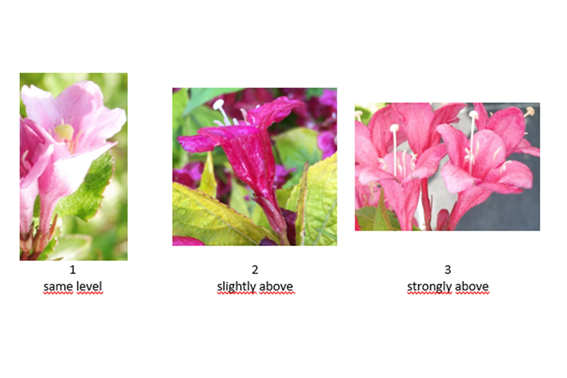 1
same level
2
slightly above
3
strongly above